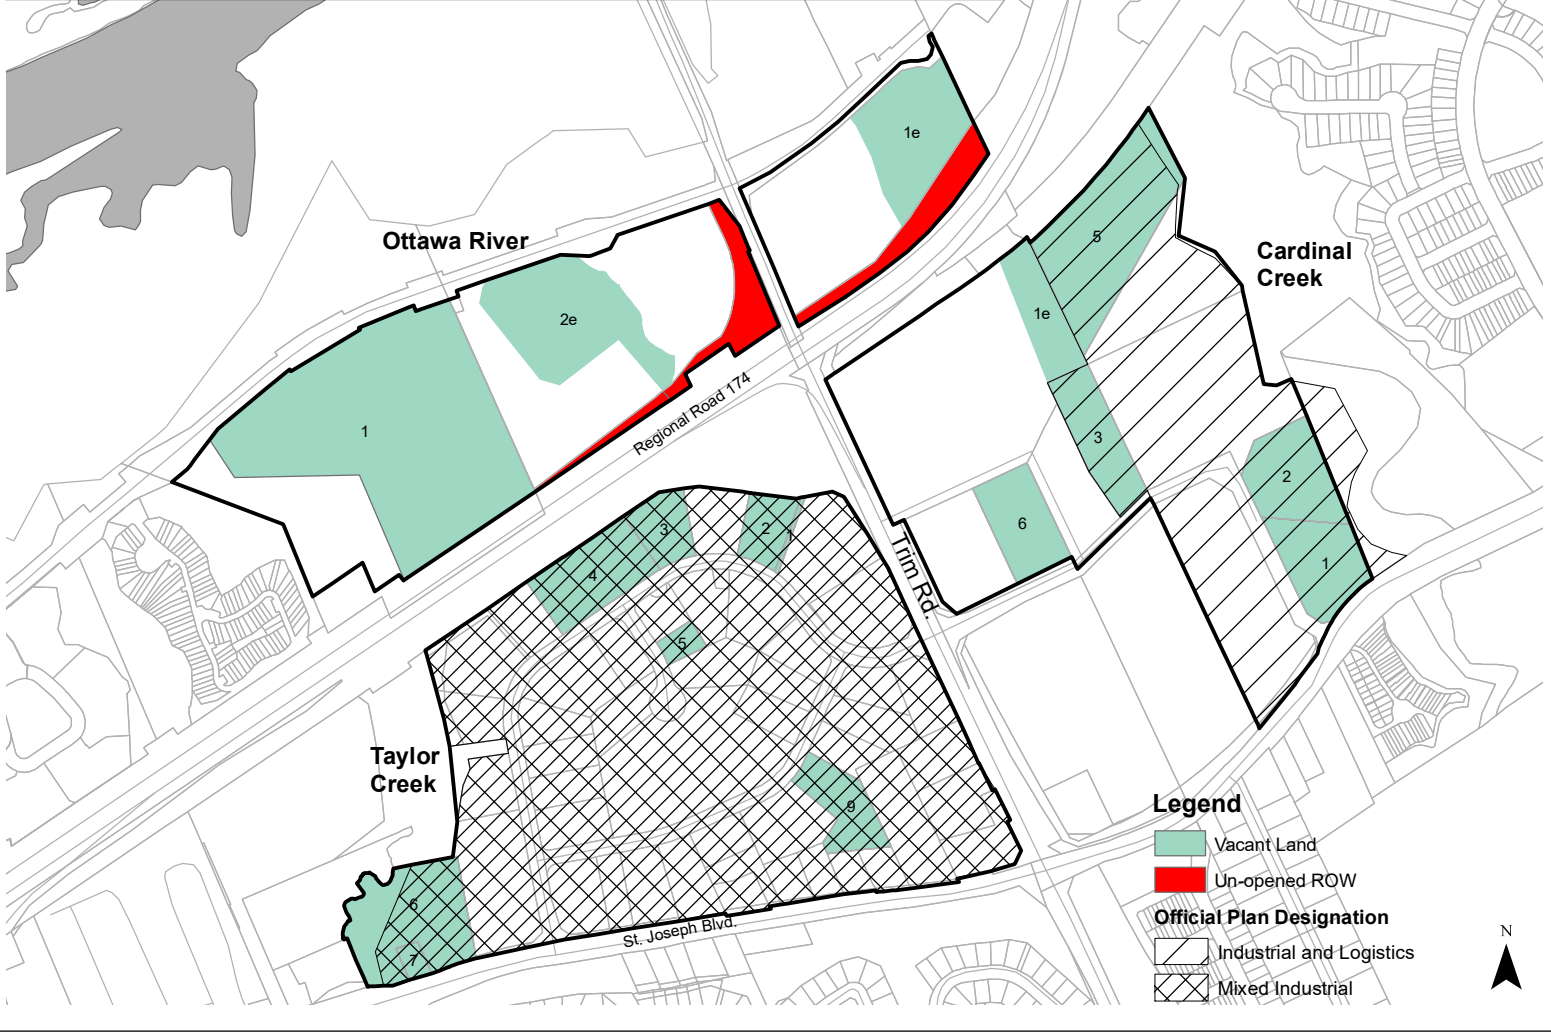 1e
Ottawa River
5
Cardinal
Creek
1e
2e
1
Regional Road 174
3
2
3
2
1
6
4
1
Trim Rd.
5
Taylor
Creek
9
6
7
St. Joseph Blvd.
Legend
Vacant Land
Un-opened ROW
Official Plan Designation
Industrial and Logistics
Mixed Industrial
N